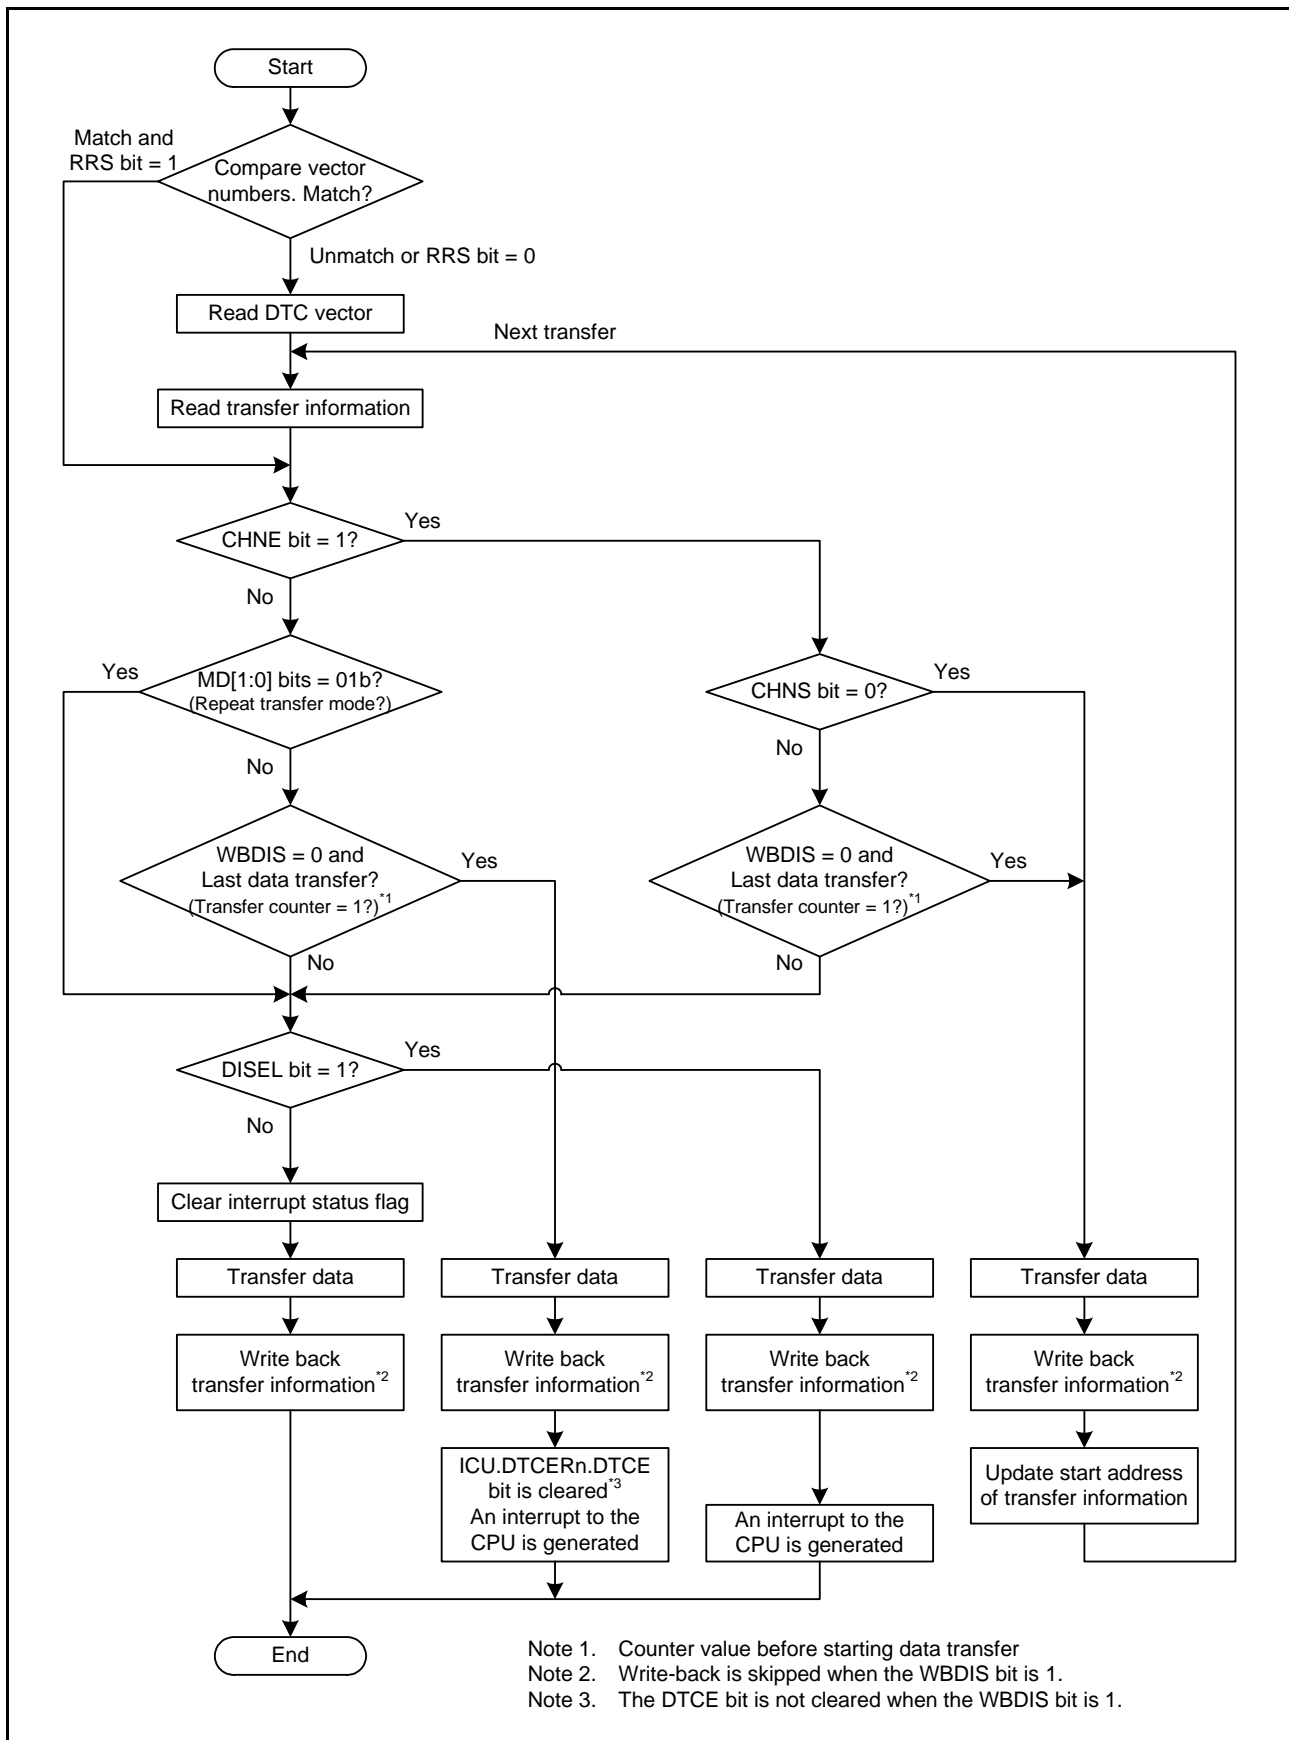 Start
Match and
RRS bit = 1
Compare vector
numbers. Match?
Unmatch or RRS bit = 0
Read DTC vector
Next transfer
Read transfer information
CHNE bit = 1?
Yes
No
MD[1:0] bits = 01b?
(Repeat transfer mode?)
Yes
No
CHNS bit = 0?
Yes
No
WBDIS = 0 and
Last data transfer?
(Transfer counter = 1?)*1
Yes
No
WBDIS = 0 and
Last data transfer?
(Transfer counter = 1?)*1
Yes
No
DISEL bit = 1?
Yes
No
Clear interrupt status flag
Transfer data
Transfer data
Transfer data
Transfer data
Write back
transfer information*2
Write back
transfer information*2
Write back
transfer information*2
Write back
transfer information*2
ICU.DTCERn.DTCE
bit is cleared*3
An interrupt to the
CPU is generated
An interrupt to the
CPU is generated
Update start address
of transfer information
End
Note 1. Counter value before starting data transfer
Note 2. Write-back is skipped when the WBDIS bit is 1.
Note 3. The DTCE bit is not cleared when the WBDIS bit is 1.